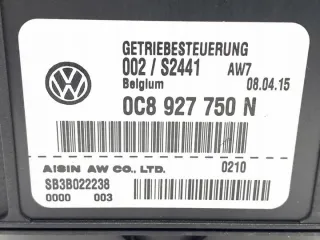 GETRIEBESTEUERUNG
002/S2441 AW7
Belgium 08.04.15
0C8 927 750 N
AISIN AW CO., LTD. 0210
SB3B022238
0000 003